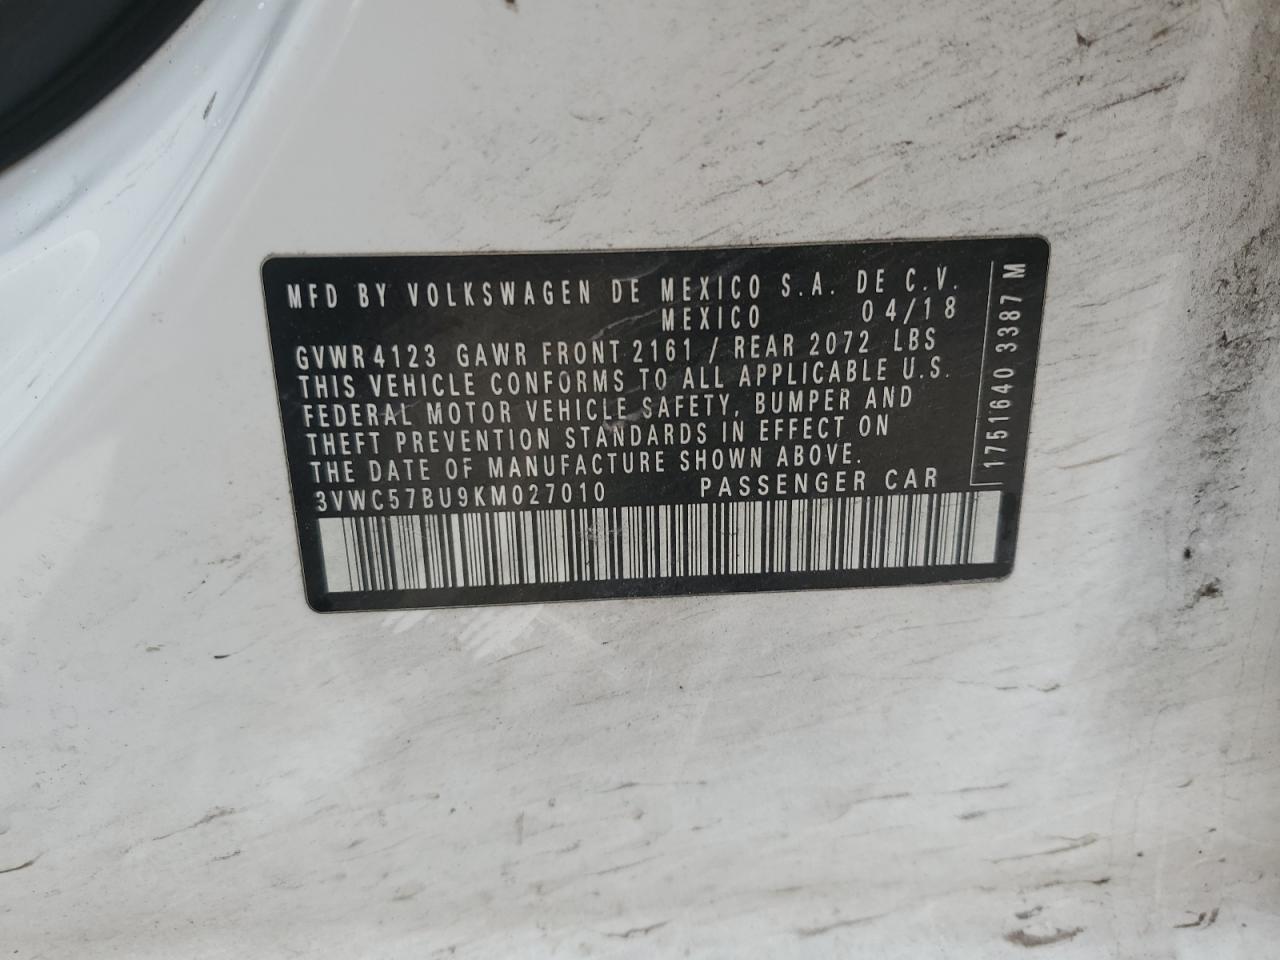 MFD BY VOLKSWAGEN DE MEXICO S.A. DE C.V.
MEXICO 04/18
GVWR 4123 GAWR FRONT 2161 / REAR 2072 LBS
THIS VEHICLE CONFORMS TO ALL APPLICABLE U.S.
FEDERAL MOTOR VEHICLE SAFETY, BUMPER AND
THEFT PREVENTION STANDARDS IN EFFECT ON
THE DATE OF MANUFACTURE SHOWN ABOVE.
3VWC57BU9KM027010 PASSENGER CAR
1751640 3387 M